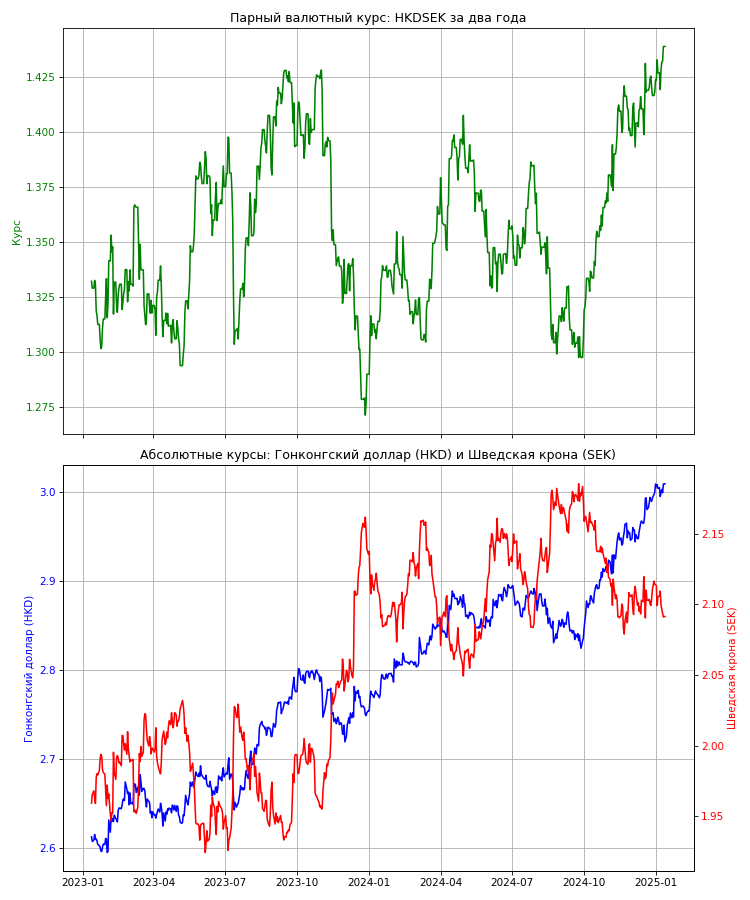 Парный валютный курс: HKDSEK за два года
1.425
1.400
1.375
1.350
1.325
1.300
1.275
Курс
Абсолютные курсы: Гонконгский доллар (HKD) и Шведская крона (SEK)
3.0
2.9
2.8
2.7
2.6
Гонконгский доллар (HKD)
2.15
2.10
2.05
2.00
1.95
Шведская крона (SEK)
2023-01 2023-04 2023-07 2023-10 2024-01 2024-04 2024-07 2024-10 2025-01